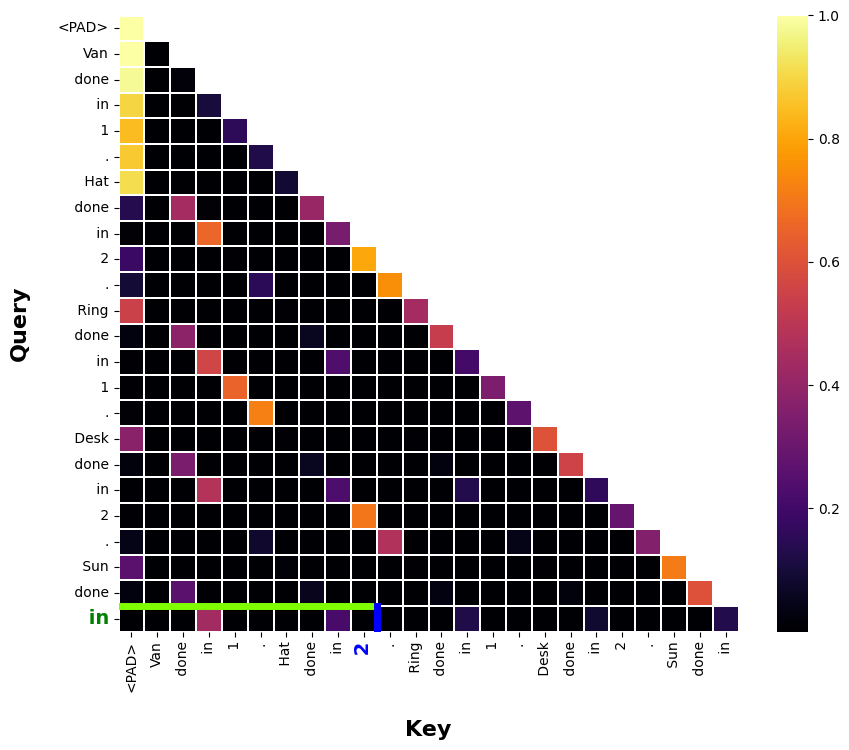 <PAD>
Van
done
in
1
.
Hat
done
in
2
.
Ring
done
in
1
.
Desk
done
in
2
.
Sun
done
in
Query
<PAD>
Van
done
in
1
.
Hat
done
in
2
.
Ring
done
in
1
.
Desk
done
in
2
.
Sun
done
in
Key
1.0
0.8
0.6
0.4
0.2